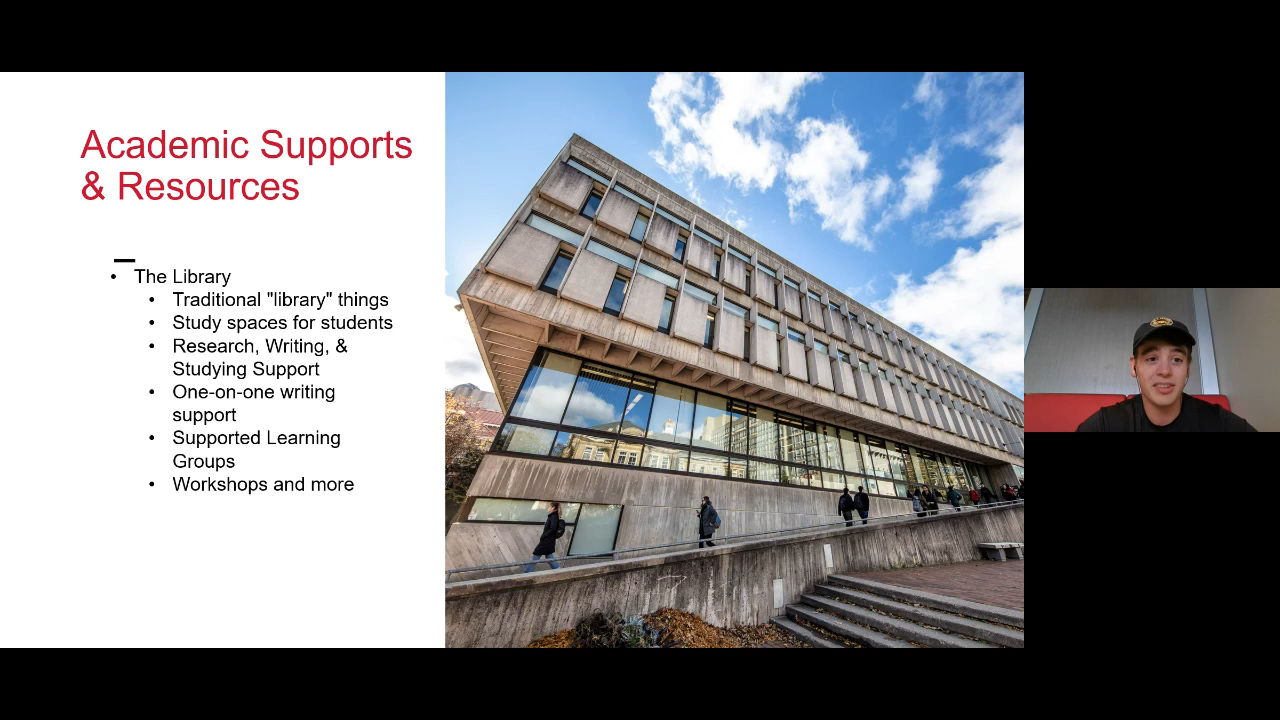 Academic Supports
& Resources
• The Library
• Traditional "library" things
• Study spaces for students
• Research, Writing, &
Studying Support
• One-on-one writing
support
• Supported Learning
Groups
• Workshops and more